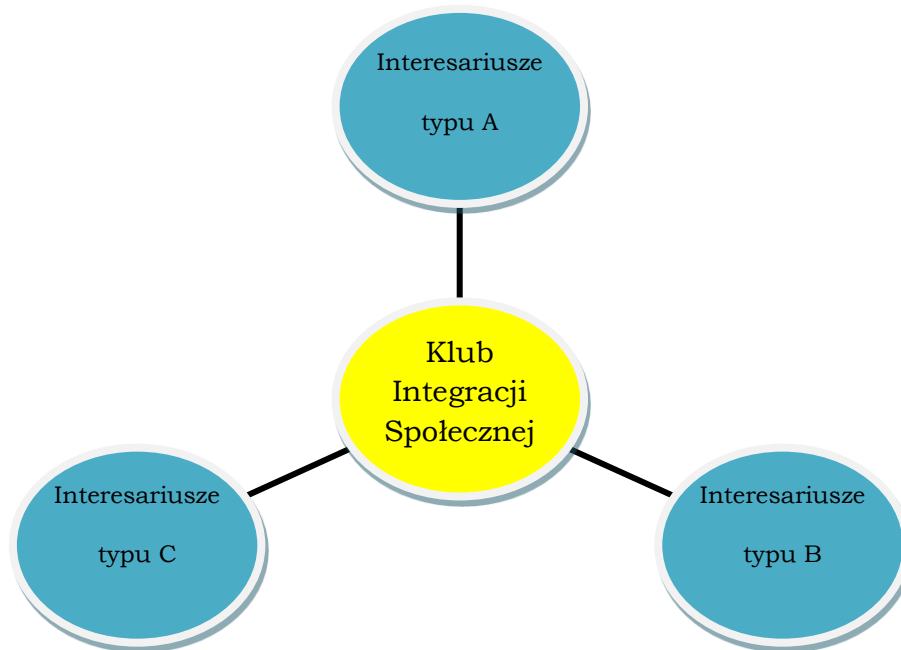 Interesariusze
typu A
Klub
Integracji
Społecznej
Interesariusze
typu C
Interesariusze
typu B